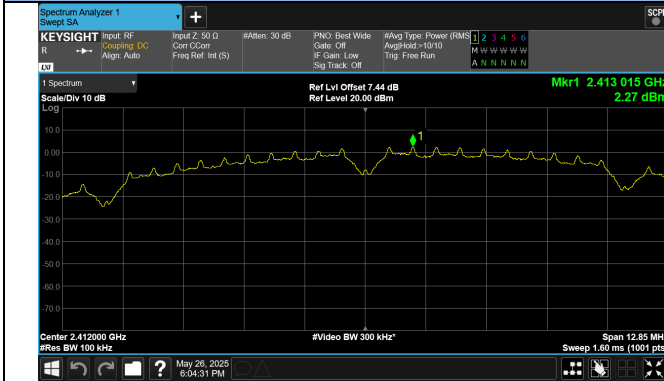 Spectrum Analyzer 1
Swept SA
+
SCPI
KEYSIGHT
R
LXI
Input: RF
Coupling: DC
Align: Auto
Input Z: 50 Ω
Corr CCorr
Freq Ref: Int (S)
#Atten: 30 dB
PNO: Best Wide
Gate: Off
IF Gain: Low
Sig Track: Off
#Avg Type: Power (RMS
Avg|Hold:>10/10
Trig: Free Run
1 2 3 4 5 6
M W W W W W
A N N N N N
1 Spectrum
Scale/Div 10 dB
Ref Lvl Offset 7.44 dB
Ref Level 20.00 dBm
Mkr1 2.413 015 GHz
2.27 dBm
Log
10.0
0.00
-10.0
-20.0
-30.0
-40.0
-50.0
-60.0
-70.0
1
Center 2.412000 GHz
#Res BW 100 kHz
#Video BW 300 kHz*
Span 12.85 MHz
Sweep 1.60 ms (1001 pts
?
May 26, 2025
6:04:31 PM